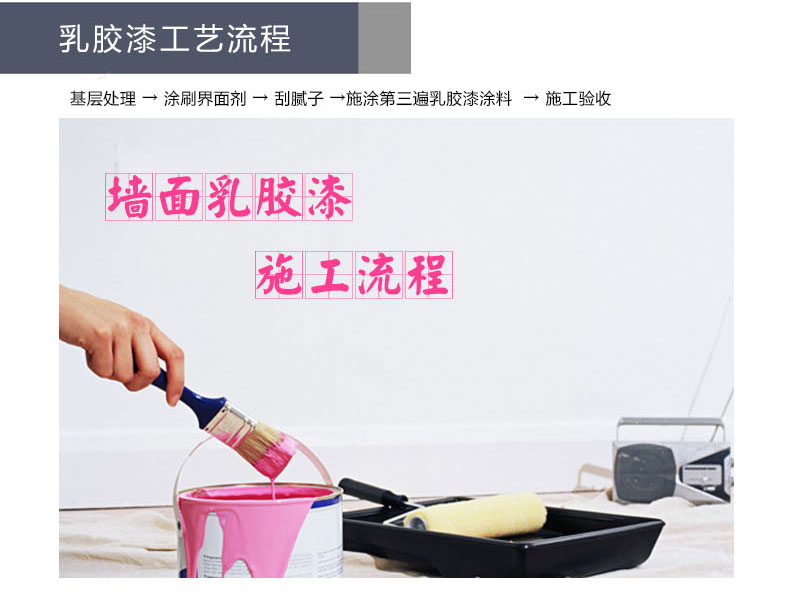 乳胶漆工艺流程
基层处理 → 涂刷界面剂 → 刮腻子 →施涂第三遍乳胶漆涂料 → 施工验收
墙面乳胶漆
施工流程